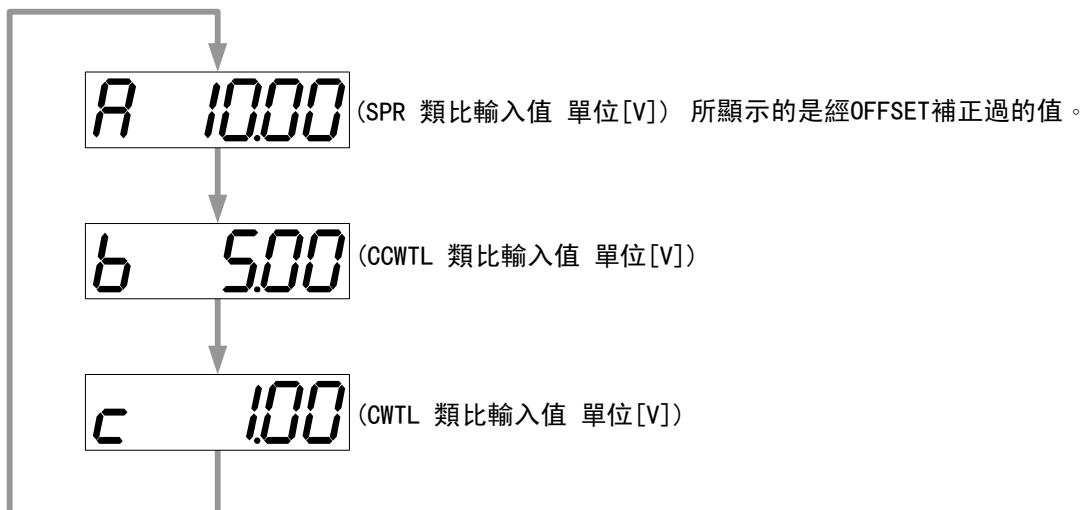 A 10.00 (SPR 類比輸入值 單位[V]) 所顯示的是經OFFSET補正過的值。
b 5.00 (CCWTL 類比輸入值 單位[V])
c 1.00 (CWTL 類比輸入值 單位[V])